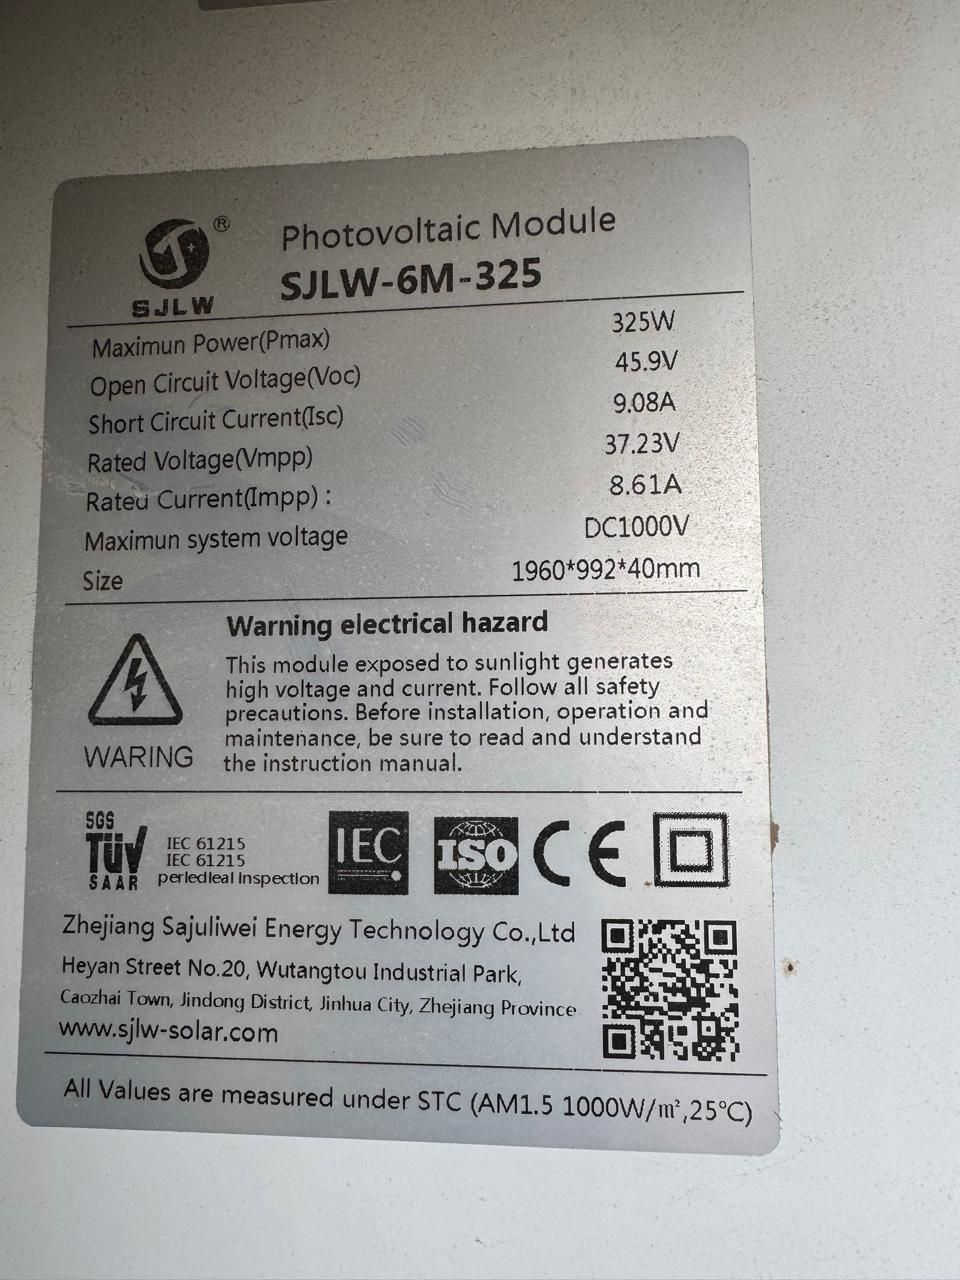 ®
SJLW
Photovoltaic Module
SJLW-6M-325
Maximun Power(Pmax) 325W
Open Circuit Voltage(Voc) 45.9V
Short Circuit Current(Isc) 9.08A
Rated Voltage(Vmpp) 37.23V
Rated Current(Impp) : 8.61A
Maximun system voltage DC1000V
Size 1960*992*40mm
Warning electrical hazard
This module exposed to sunlight generates
high voltage and current. Follow all safety
precautions. Before installation, operation and
maintenance, be sure to read and understand
the instruction manual.
WARING
SGS
TÜV
SAAR
IEC 61215
IEC 61215
perledleal Inspection
IEC
ISO
CE
Zhejiang Sajuliwei Energy Technology Co.,Ltd
Heyan Street No.20, Wutangtou Industrial Park,
Caozhai Town, Jindong District, Jinhua City, Zhejiang Province
www.sjlw-solar.com
All Values are measured under STC (AM1.5 1000W/m²,25°C)